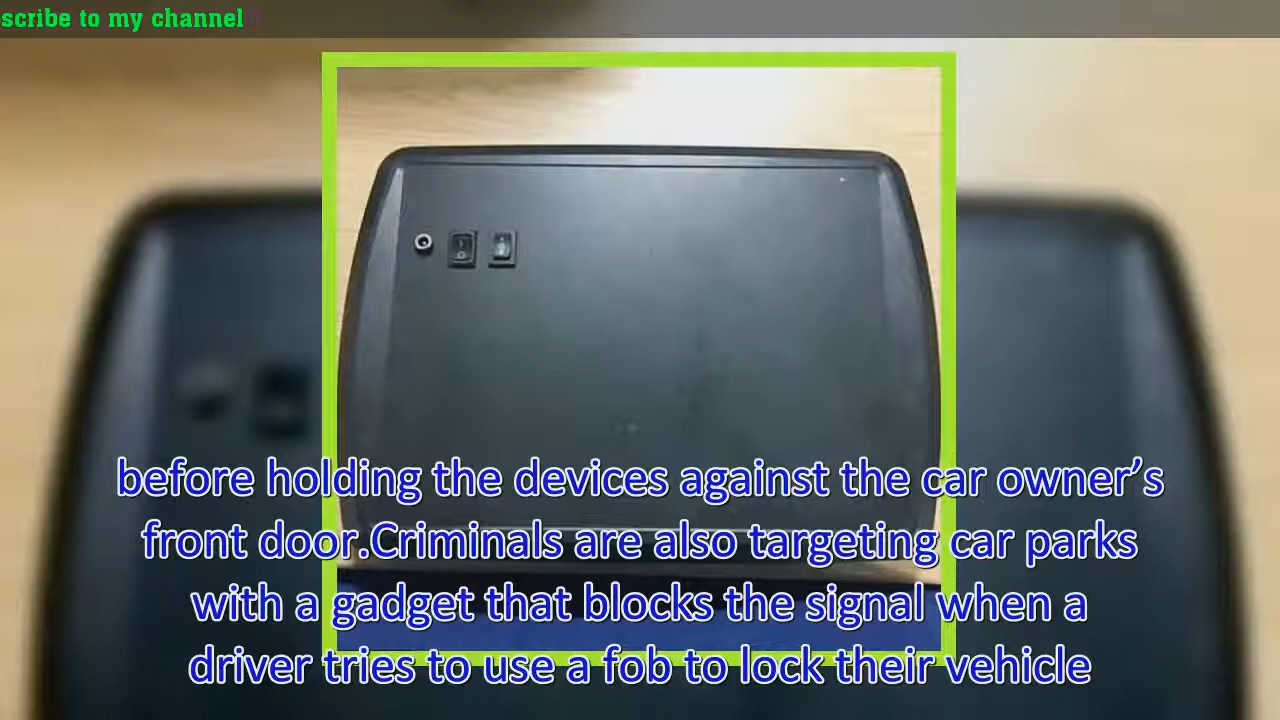 scribe to my channel
before holding the devices against the car owner’s
front door.Criminals are also targeting car parks
with a gadget that blocks the signal when a
driver tries to use a fob to lock their vehicle